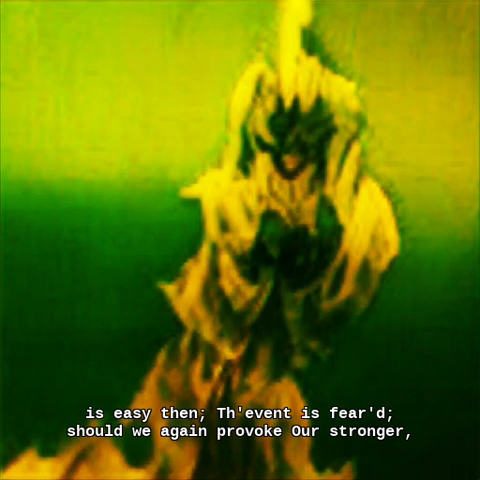 is easy then; Th'event is fear'd;
should we again provoke Our stronger,